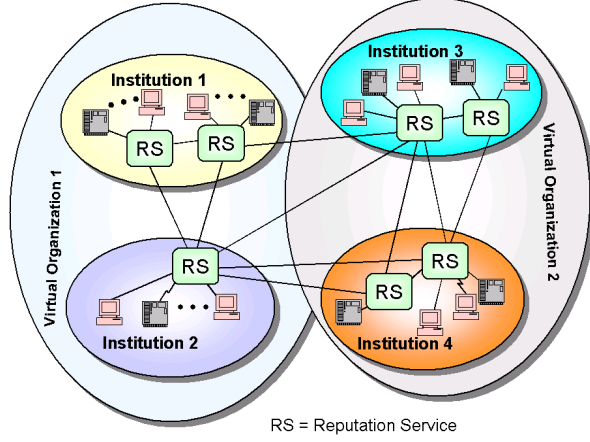 Institution 1
RS
RS
Institution 3
RS
RS
Virtual Organization 1
Virtual Organization 2
RS
Institution 2
RS
RS
Institution 4
RS = Reputation Service